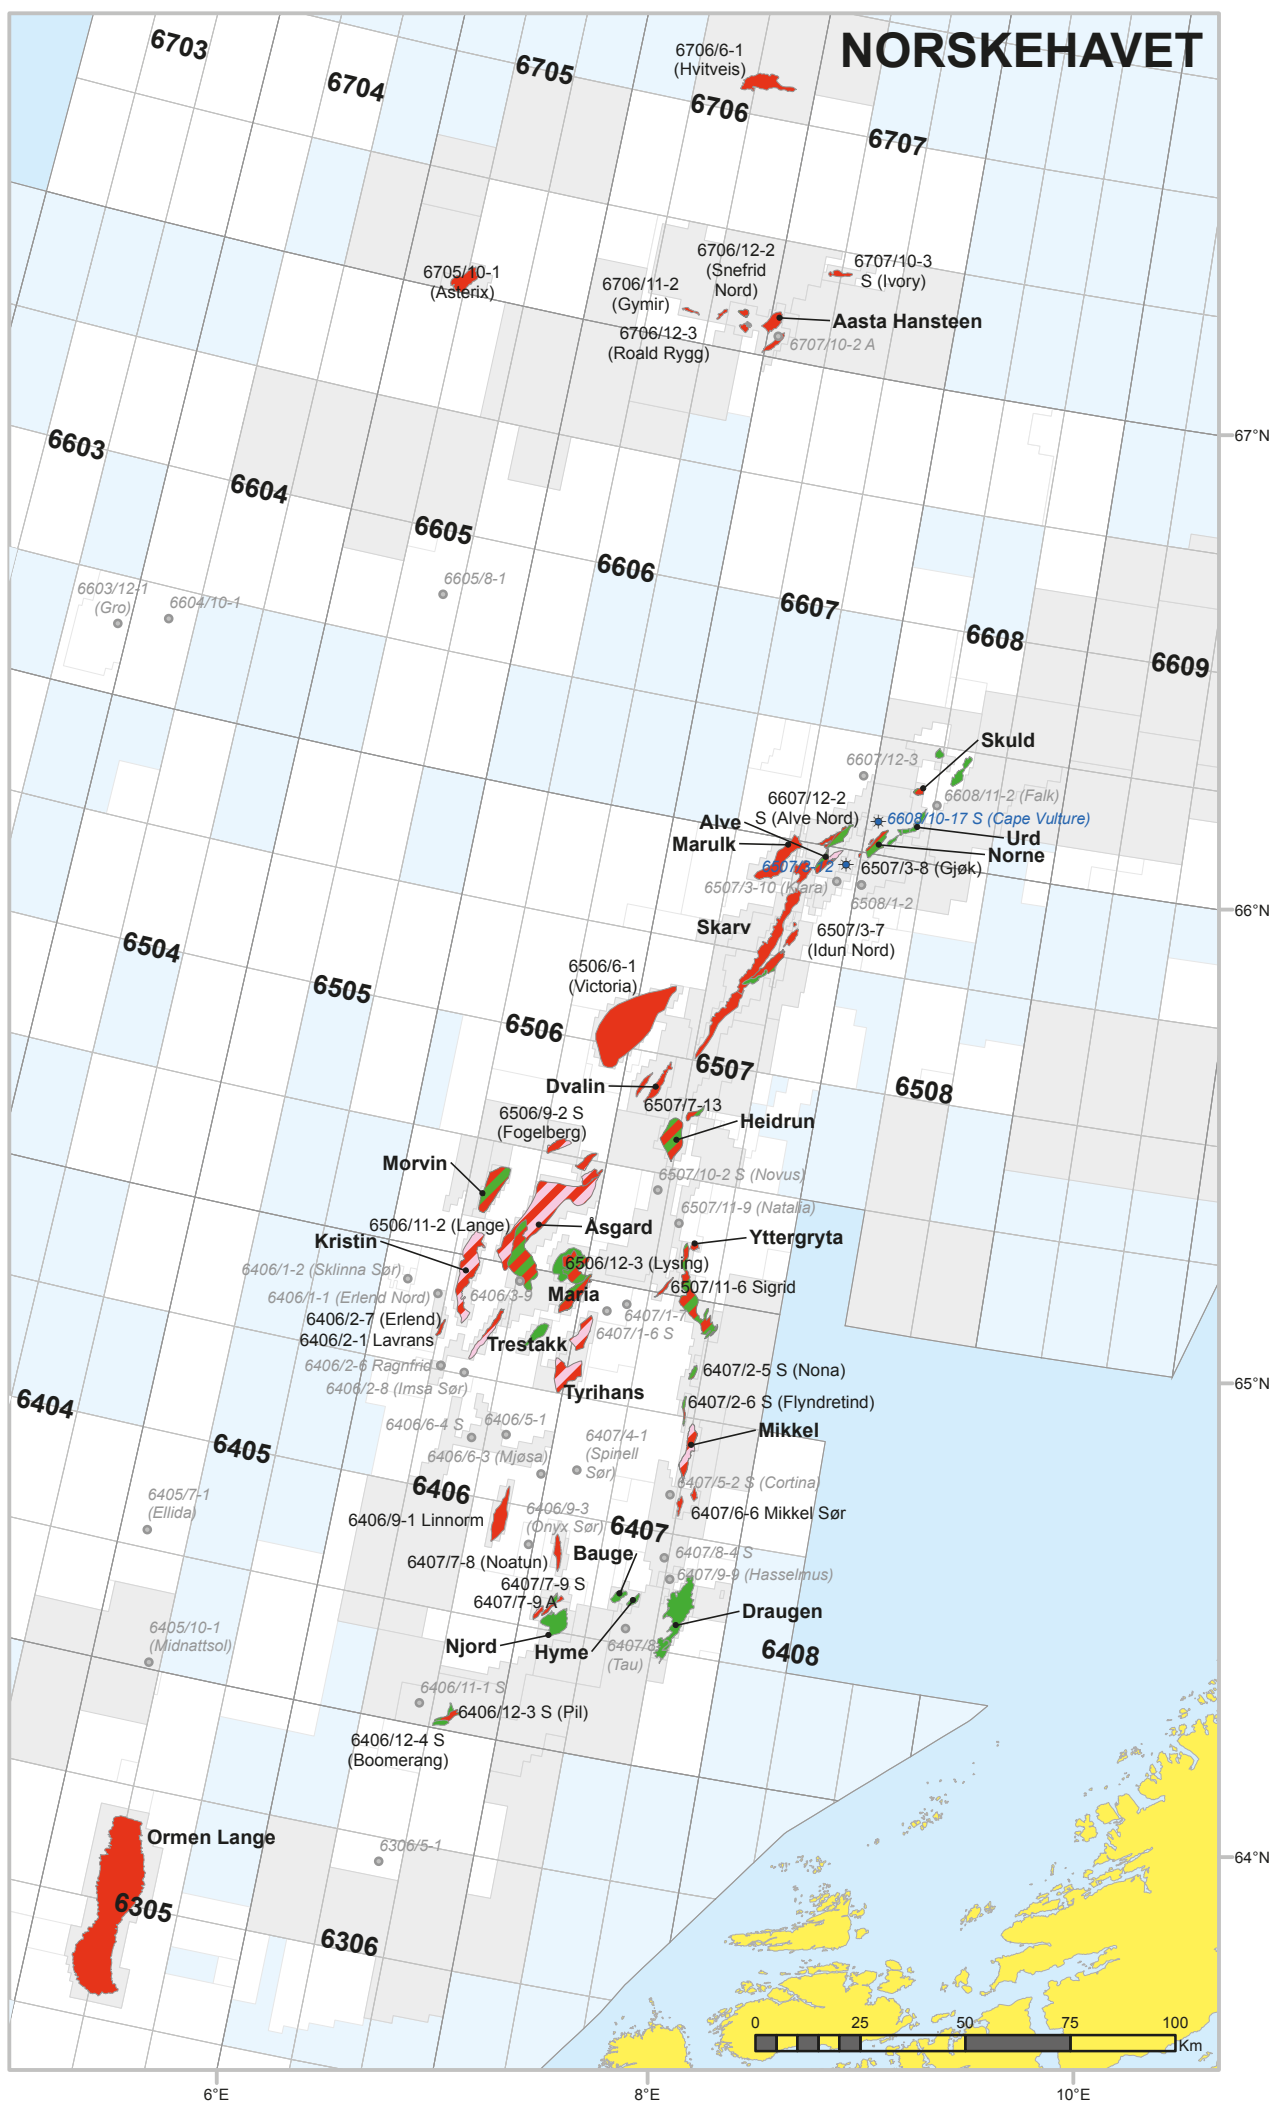 NORSKEHAVET
6703
6704
6705
6706/6-1
(Hvitveis)
6706
6707
6705/10-1
(Asterix)
6706/12-2
(Snefrid
Nord)
6707/10-3
S (Ivory)
6706/11-2
(Gymir)
Aasta Hansteen
6706/12-3
(Roald Rygg)
6707/10-2 A
67°N
6603
6604
6605
6606
6607
6608
6609
6605/8-1
6603/12-1
(Gro)
6604/10-1
Skuld
6607/12-3
6608/11-2 (Falk)
6607/12-2
S (Alve Nord)
6608/10-17 S (Cape Vulture)
Alve
Urd
Marulk
Norne
6507/3-12
6507/3-8 (Gjøk)
6507/3-10 (Klara)
6508/1-2
66°N
Skarv
6507/3-7
(Idun Nord)
6504
6505
6506/6-1
(Victoria)
6506
6507
6508
Dvalin
6507/7-13
6506/9-2 S
(Fogelberg)
Heidrun
Morvin
6507/10-2 S (Novus)
6507/11-9 (Natalia)
6506/11-2 (Lange)
Åsgard
Kristin
Yttergryta
6406/1-2 (Sklinna Sør)
6506/12-3 (Lysing)
6507/11-6 Sigrid
6406/1-1 (Erlend Nord)
6406/3-9
Maria
6406/2-7 (Erlend)
6407/1-7
6406/2-1 Lavrans
Trestakk
6407/1-6 S
6406/2-6 Ragnfrid
6407/2-5 S (Nona)
65°N
6406/2-8 (Imsa Sør)
Tyrihans
6404
6407/2-6 S (Flyndretind)
6406/6-4 S
6406/5-1
Mikkel
6405
6406/6-3 (Mjøsa)
6407/4-1
(Spinell
Sør)
6407/5-2 S (Cortina)
6406
6405/7-1
(Ellida)
6406/9-1 Linnorm
6406/9-3
(Onyx Sør)
6407
6407/6-6 Mikkel Sør
6407/7-8 (Noatun)
Bauge
6407/8-4 S
6407/9-9 (Hasselmus)
6407/7-9 S
6407/7-9 A
Draugen
Njord
Hyme
6408
6405/10-1
(Midnattsol)
(Tau)
6406/11-1 S
6406/12-3 S (Pil)
6406/12-4 S
(Boomerang)
Ormen Lange
6306/5-1
64°N
6305
6306
0
25
50
75
100
Km
6°E
8°E
10°E